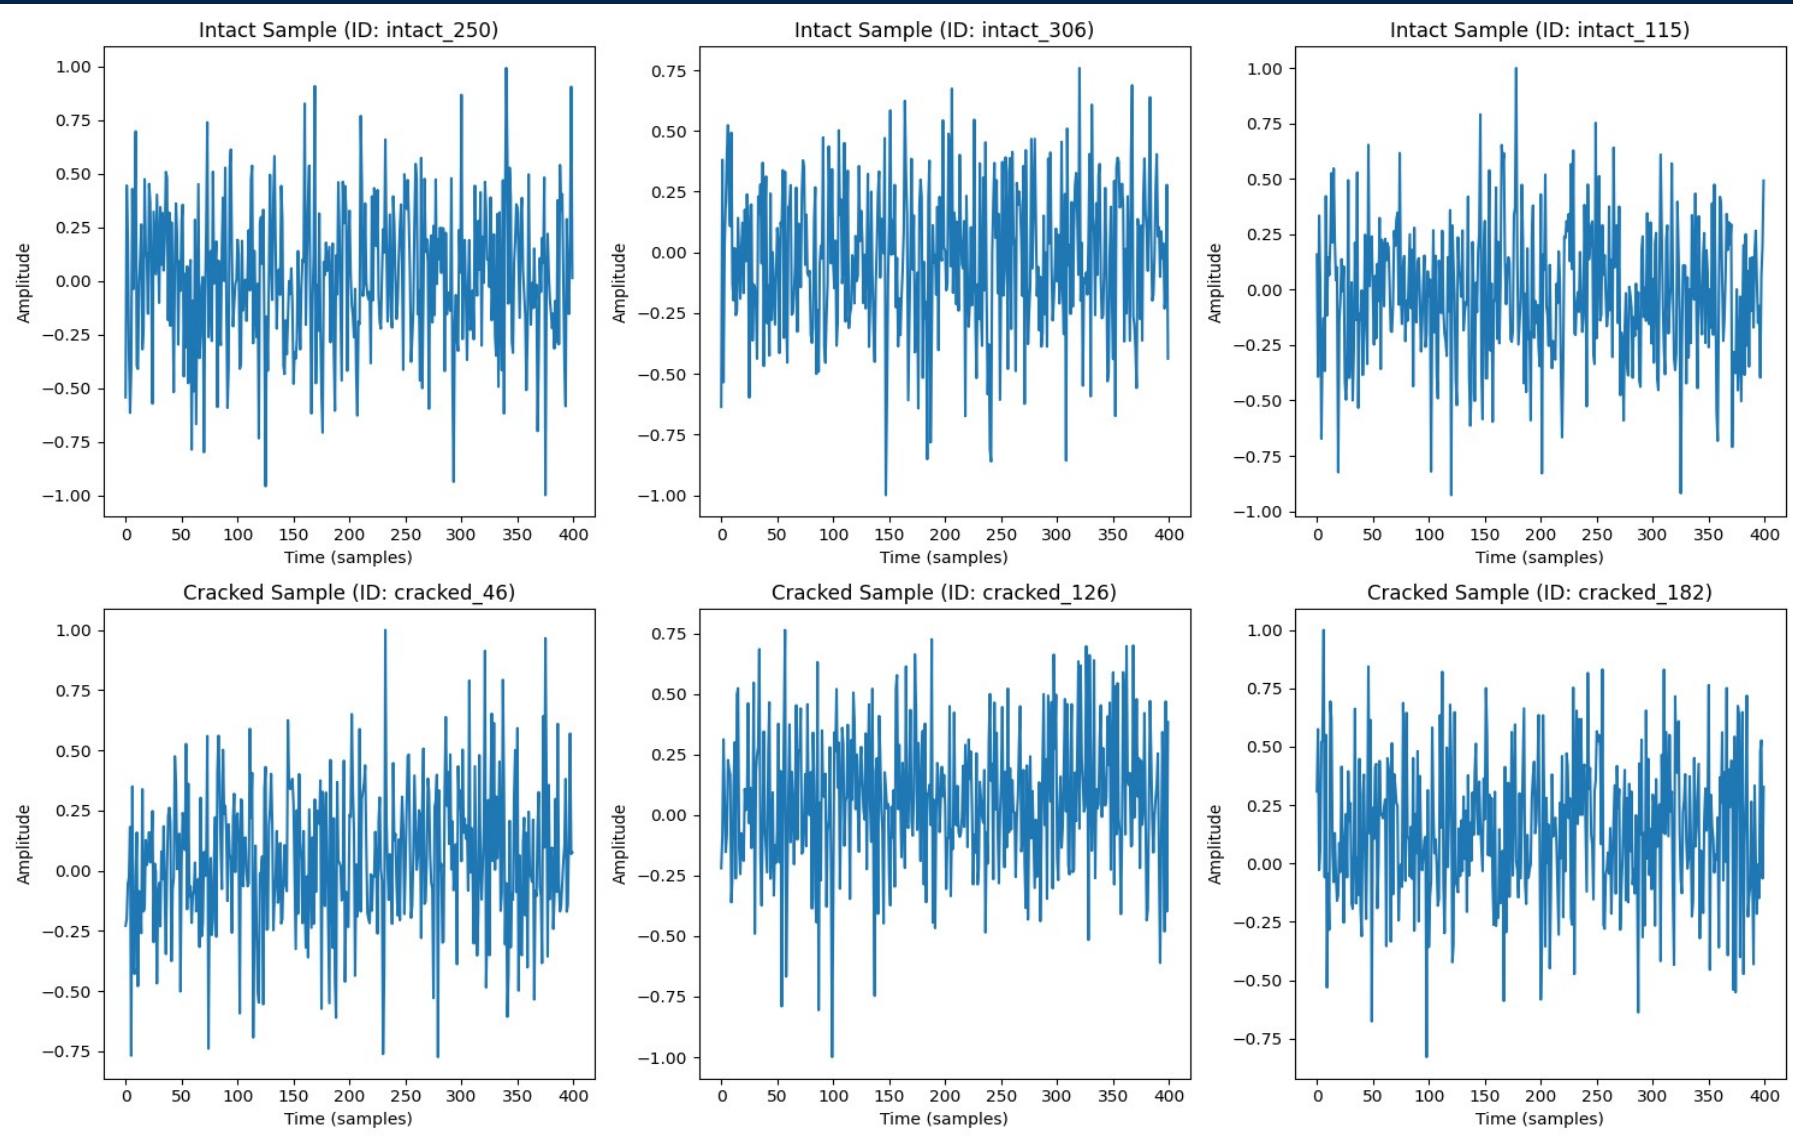 Intact Sample (ID: intact_250)
1.00
0.75
0.50
0.25
0.00
−0.25
−0.50
−0.75
−1.00
Amplitude
0 50 100 150 200 250 300 350 400
Time (samples)
Intact Sample (ID: intact_306)
0.75
0.50
0.25
0.00
−0.25
−0.50
−0.75
−1.00
Amplitude
0 50 100 150 200 250 300 350 400
Time (samples)
Intact Sample (ID: intact_115)
1.00
0.75
0.50
0.25
0.00
−0.25
−0.50
−0.75
−1.00
Amplitude
0 50 100 150 200 250 300 350 400
Time (samples)
Cracked Sample (ID: cracked_46)
1.00
0.75
0.50
0.25
0.00
−0.25
−0.50
−0.75
Amplitude
0 50 100 150 200 250 300 350 400
Time (samples)
Cracked Sample (ID: cracked_126)
0.75
0.50
0.25
0.00
−0.25
−0.50
−0.75
−1.00
Amplitude
0 50 100 150 200 250 300 350 400
Time (samples)
Cracked Sample (ID: cracked_182)
1.00
0.75
0.50
0.25
0.00
−0.25
−0.50
−0.75
Amplitude
0 50 100 150 200 250 300 350 400
Time (samples)